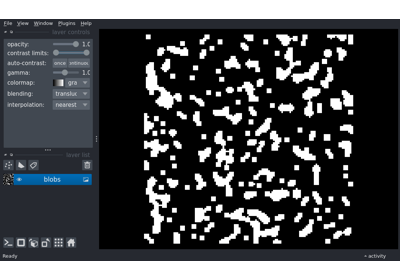 File View Window Plugins Help
layer controls
opacity: 1.0
contrast limits:
auto-contrast: once continuous
gamma: 1.0
colormap: gra
blending: transluc
interpolation: nearest
layer list
blobs
Ready activity